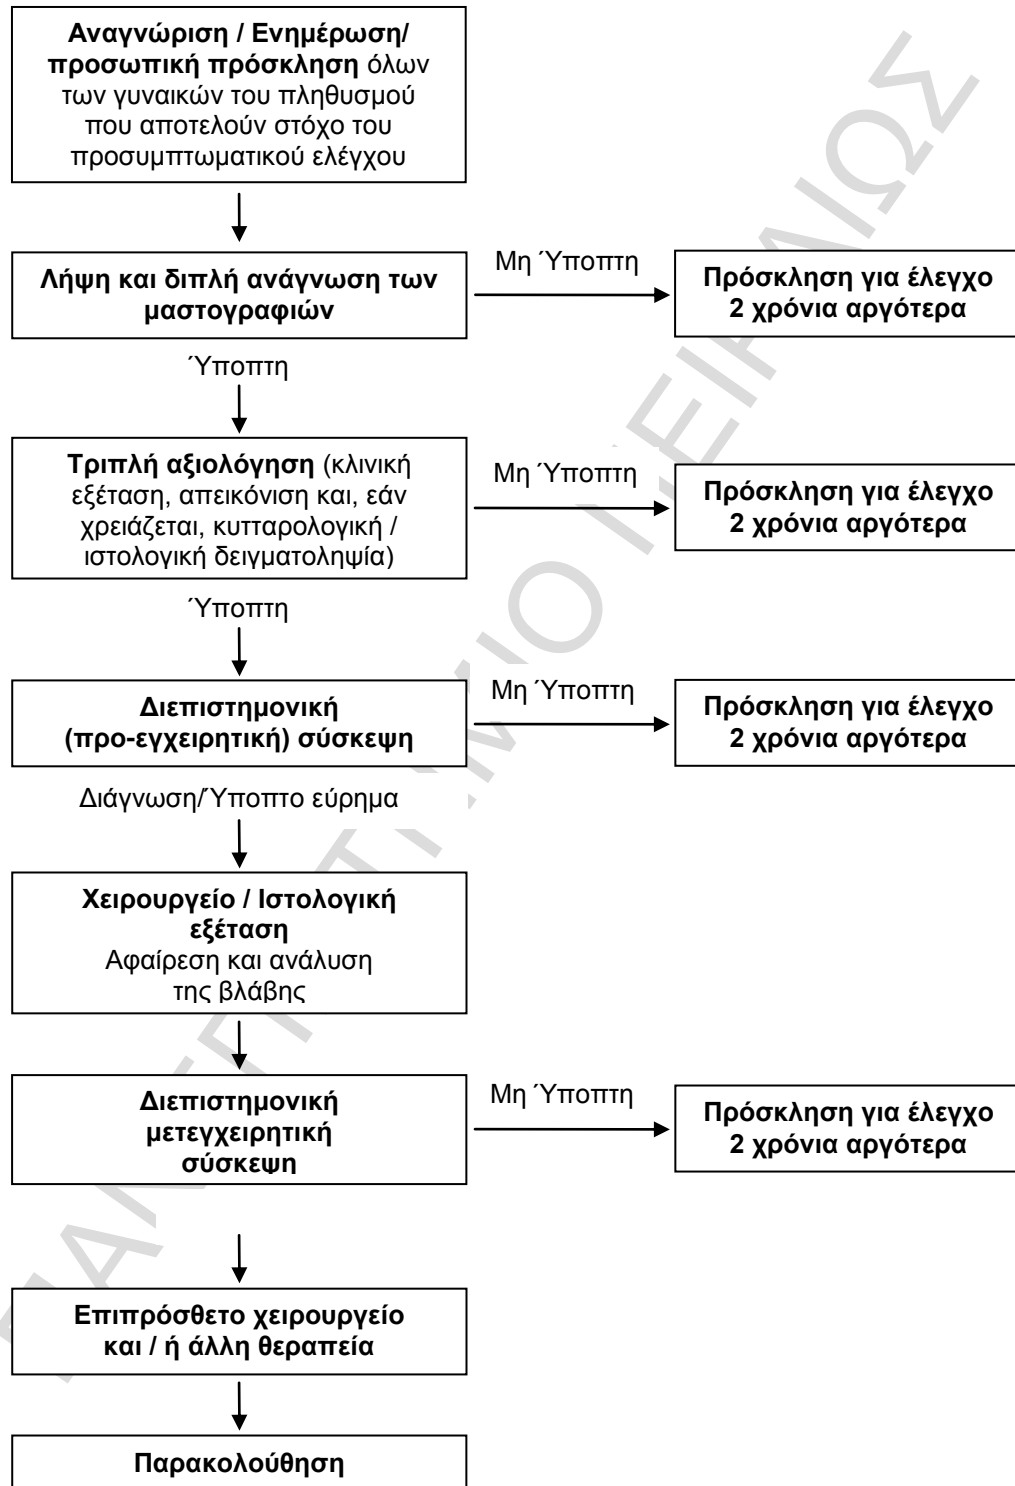 Αναγνώριση / Ενημέρωση/
προσωπική πρόσκληση όλων
των γυναικών του πληθυσμού
που αποτελούν στόχο του
προσυμπτωματικού ελέγχου
Λήψη και διπλή ανάγνωση των
μαστογραφιών
Μη Ύποπτη
Πρόσκληση για έλεγχο
2 χρόνια αργότερα
Ύποπτη
Τριπλή αξιολόγηση (κλινική
εξέταση, απεικόνιση και, εάν
χρειάζεται, κυτταρολογική /
ιστολογική δειγματοληψία)
Μη Ύποπτη
Πρόσκληση για έλεγχο
2 χρόνια αργότερα
Ύποπτη
Διεπιστημονική
(προ-εγχειρητική) σύσκεψη
Μη Ύποπτη
Πρόσκληση για έλεγχο
2 χρόνια αργότερα
Διάγνωση/Ύποπτο εύρημα
Χειρουργείο / Ιστολογική
εξέταση
Αφαίρεση και ανάλυση
της βλάβης
Διεπιστημονική
μετεγχειρητική
σύσκεψη
Μη Ύποπτη
Πρόσκληση για έλεγχο
2 χρόνια αργότερα
Επιπρόσθετο χειρουργείο
και / ή άλλη θεραπεία
Παρακολούθηση